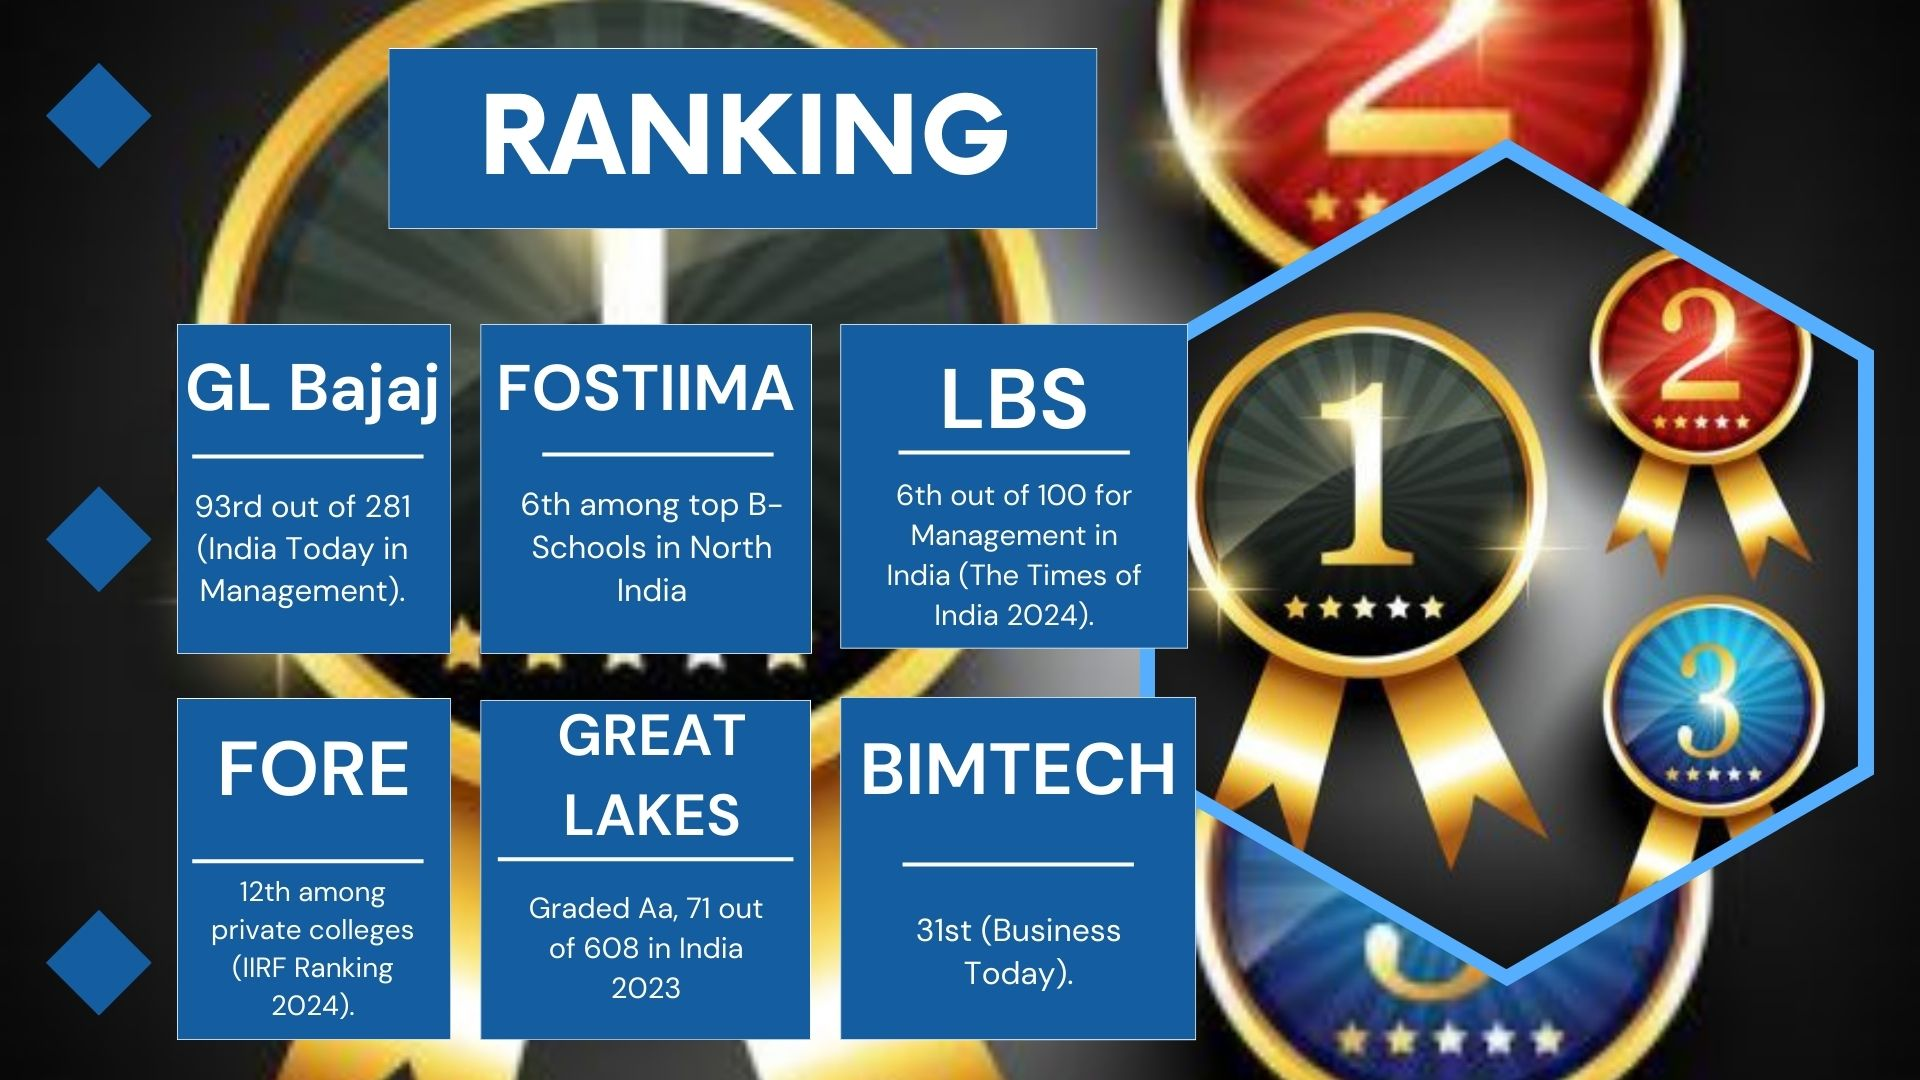 RANKING
GL Bajaj
93rd out of 281
(India Today in
Management).
FOSTIIMA
6th among top B-
Schools in North
India
LBS
6th out of 100 for
Management in
India (The Times of
India 2024).
FORE
12th among
private colleges
(IIRF Ranking
2024).
GREAT
LAKES
Graded Aa, 71 out
of 608 in India
2023
BIMTECH
31st (Business
Today).
1
2
3
2
1
3